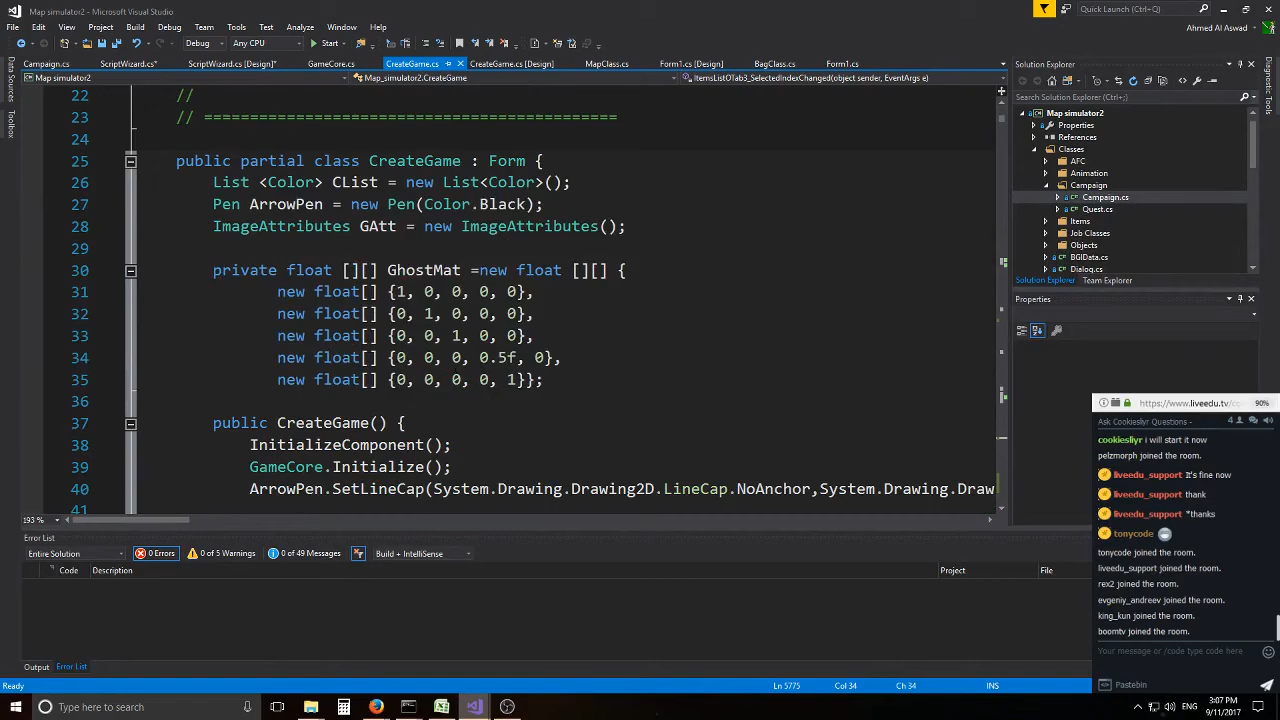 Map simulator2 - Microsoft Visual Studio
Quick Launch (Ctrl+;)
File Edit View Project Build Debug Team Tools Test Analyze Window Help
Ahmed Al Aswad
Debug Any CPU Start
Campaign.cs ScriptWizard.cs* ScriptWizard.cs [Design]* GameCore.cs CreateGame.cs CreateGame.cs [Design] MapClass.cs Form1.cs [Design] BagClass.cs Form1.cs
Map simulator2 Map_simulator2.CreateGame ItemsListOTab3_SelectedIndexChanged(object sender, EventArgs e)
Data Sources
Toolbox
22 //
23 // =============================================
24
25 public partial class CreateGame : Form {
26 List <Color> CList = new List<Color>();
27 Pen ArrowPen = new Pen(Color.Black);
28 ImageAttributes GAtt = new ImageAttributes();
29
30 private float [][] GhostMat =new float [][] {
31 new float[] {1, 0, 0, 0, 0},
32 new float[] {0, 1, 0, 0, 0},
33 new float[] {0, 0, 1, 0, 0},
34 new float[] {0, 0, 0, 0.5f, 0},
35 new float[] {0, 0, 0, 0, 1}};
36
37 public CreateGame() {
38 InitializeComponent();
39 GameCore.Initialize();
40 ArrowPen.SetLineCap(System.Drawing.Drawing2D.LineCap.NoAnchor,System.Drawing.Draw
41
193 %
Solution Explorer
Search Solution Explorer (Ctrl+;)
Map simulator2
Properties
References
Classes
AFC
Animation
Campaign
Campaign.cs
Quest.cs
Items
Job Classes
Objects
BGIData.cs
Dialog.cs
Solution Explorer Team Explorer
Properties
Diagnostic Tools
Error List
Entire Solution 0 Errors 0 of 5 Warnings 0 of 49 Messages Build + IntelliSense
Code Description Project File
Output Error List
Ready Ln 5775 Col 34 Ch 34 INS
https://www.liveedu.tv/co 90%
Ask Cookiesliyr Questions - 4
cookiesliyr i will start it now
pelzmorph joined the room.
liveedu_support It's fine now
liveedu_support thank
liveedu_support *thanks
tonycode
tonycode joined the room.
liveedu_support joined the room.
rex2 joined the room.
evgeniy_andreev joined the room.
king_kun joined the room.
boomtv joined the room.
Your message or /code type code here
Pastebin
Type here to search
ENG
3:07 PM
9/11/2017